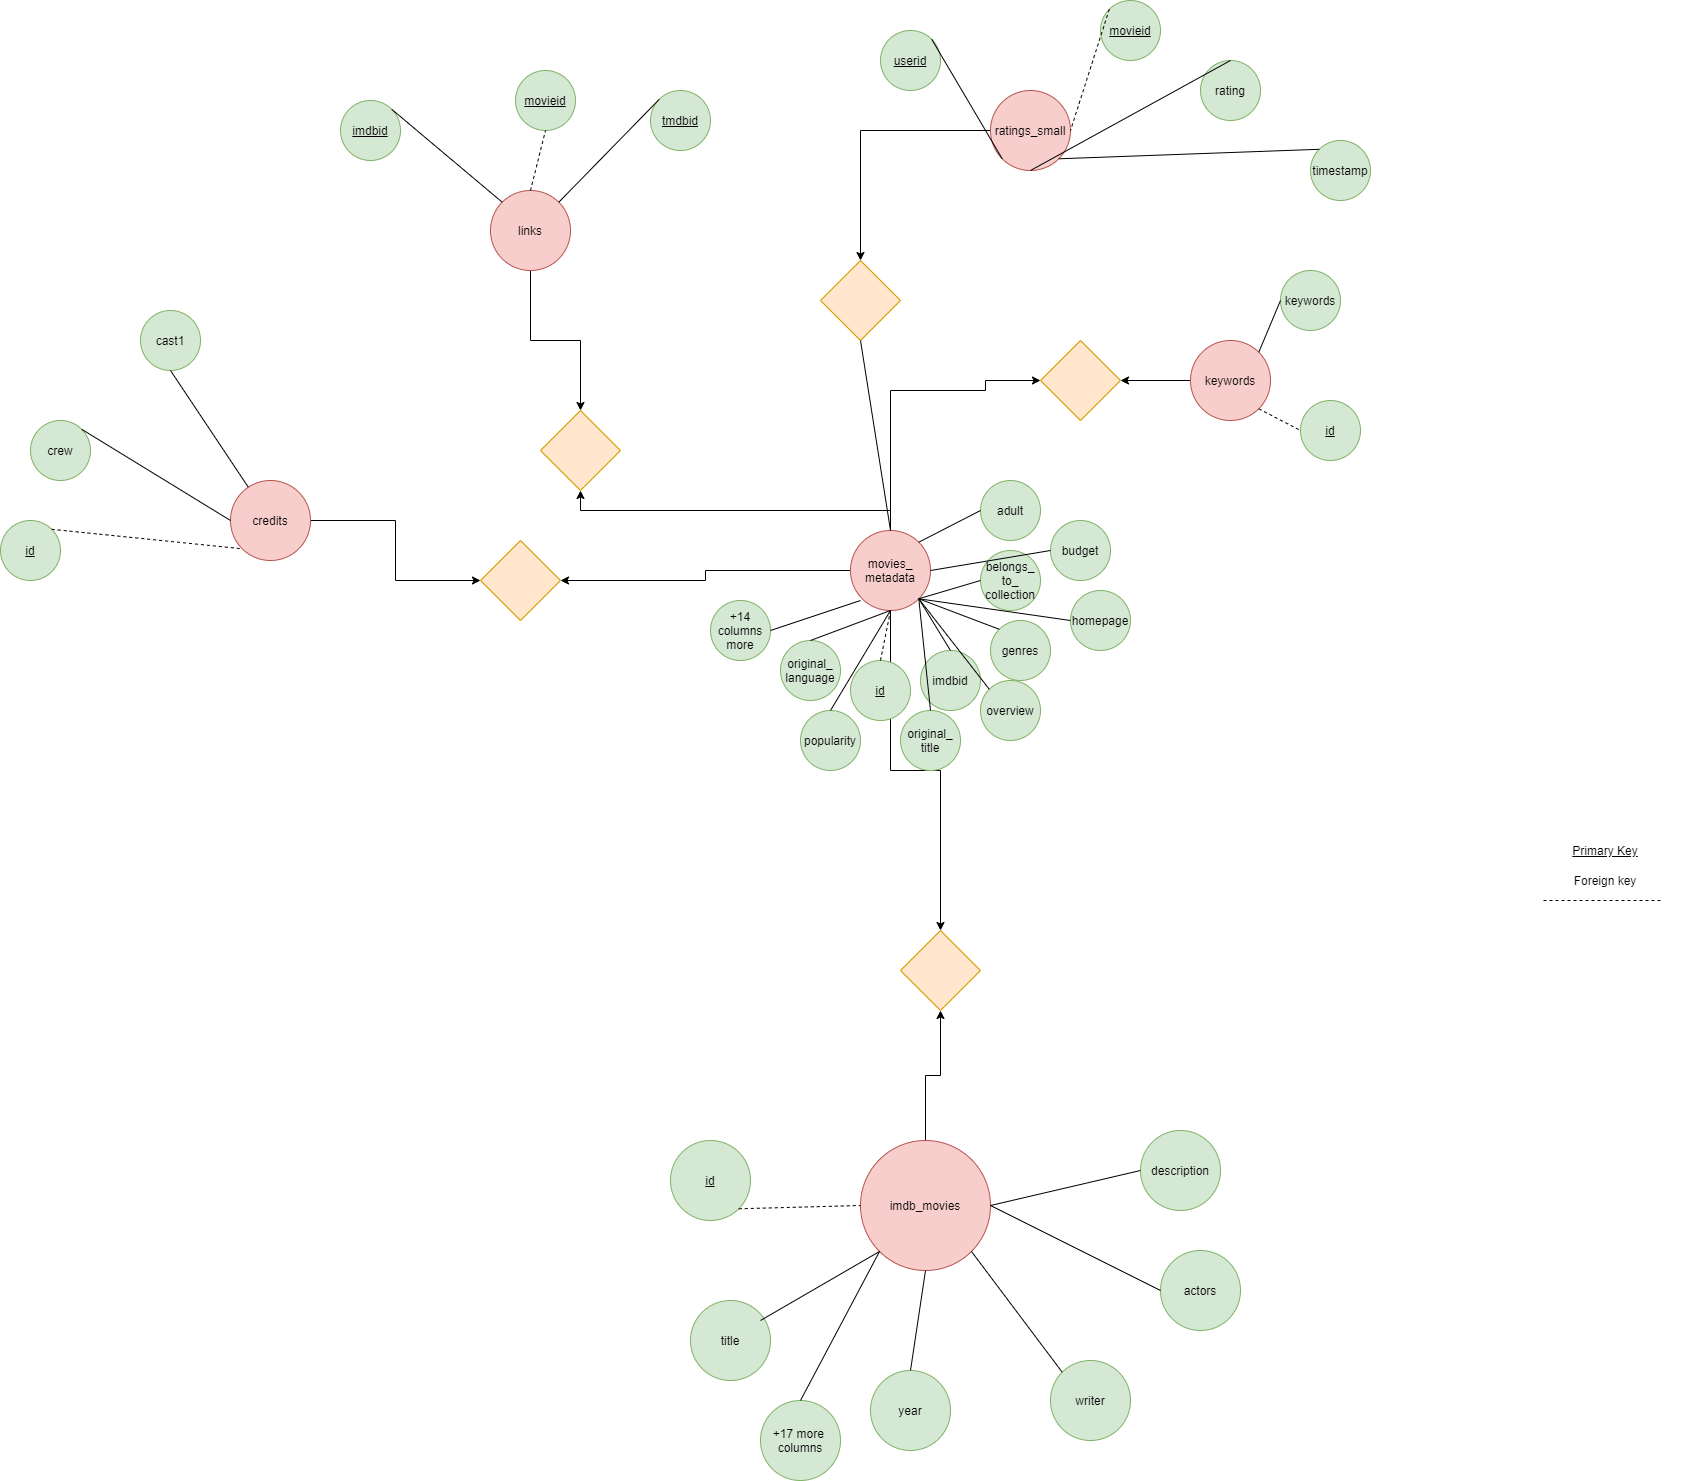 movieid
userid
rating
movieid
tmdbid
imdbid
ratings_small
timestamp
links
keywords
cast1
keywords
id
crew
credits
id
adult
budget
movies_
metadata
belongs_
to_
collection
homepage
+14
columns
more
genres
original_
language
id
imdbid
overview
popularity
original_
title
Primary Key
Foreign key
id
description
imdb_movies
actors
title
year
writer
+17 more
columns